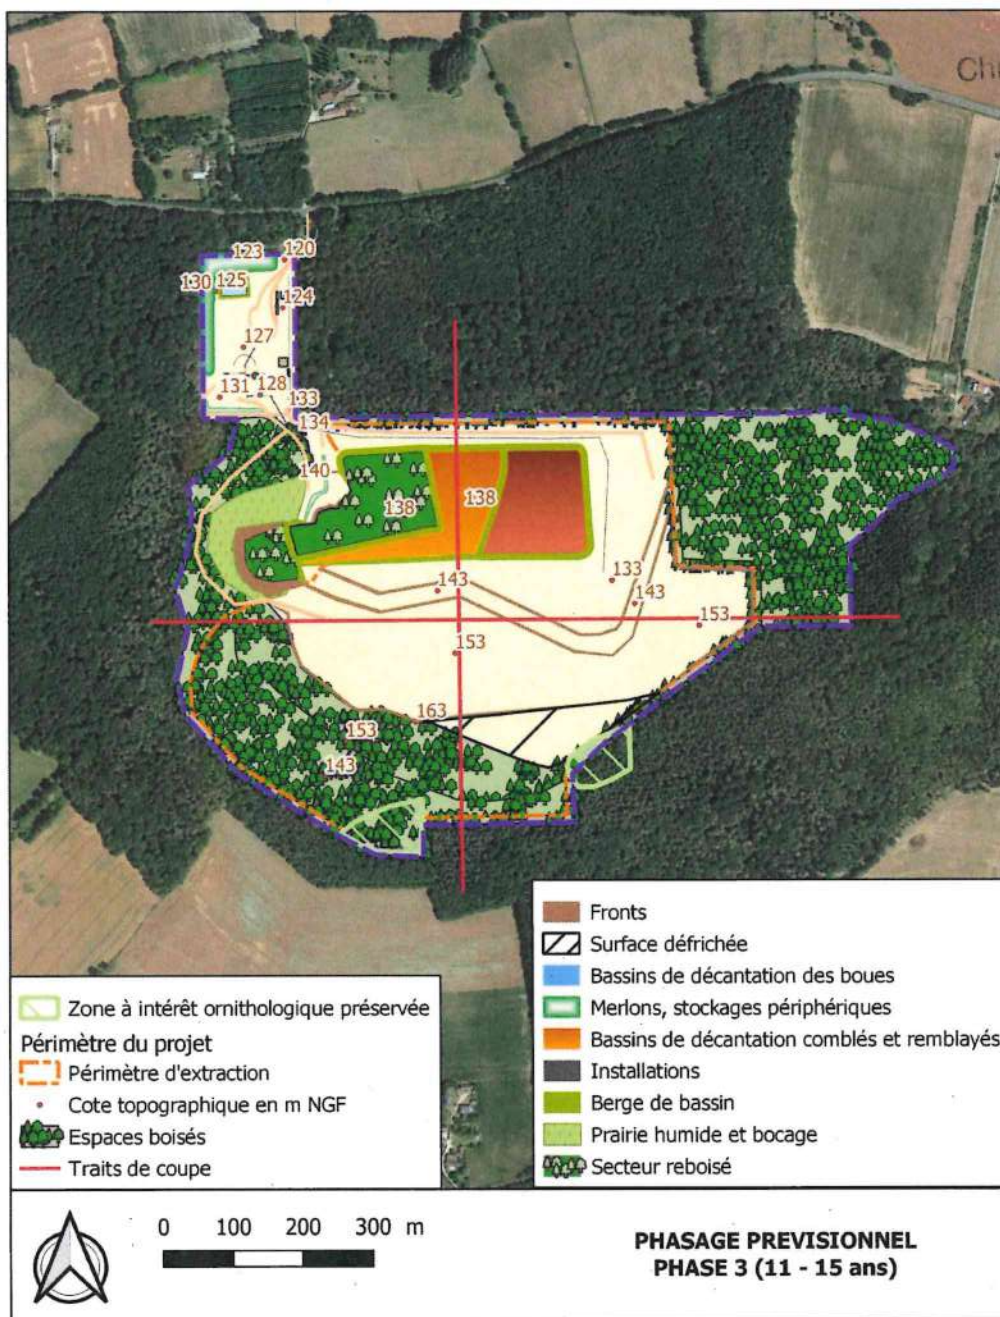 Ch
123
120
130
125
124
127
131
128
133
134
140
138
138
143
133
143
153
153
163
153
143
Fronts
Surface défrichée
Bassins de décantation des boues
Merlons, stockages périphériques
Bassins de décantation comblés et remblayés
Installations
Berge de bassin
Prairie humide et bocage
Secteur reboisé
Zone à intérêt ornithologique préservée
Périmètre du projet
Périmètre d'extraction
Cote topographique en m NGF
Espaces boisés
Traits de coupe
0 100 200 300 m
PHASAGE PREVISIONNEL
PHASE 3 (11 - 15 ans)